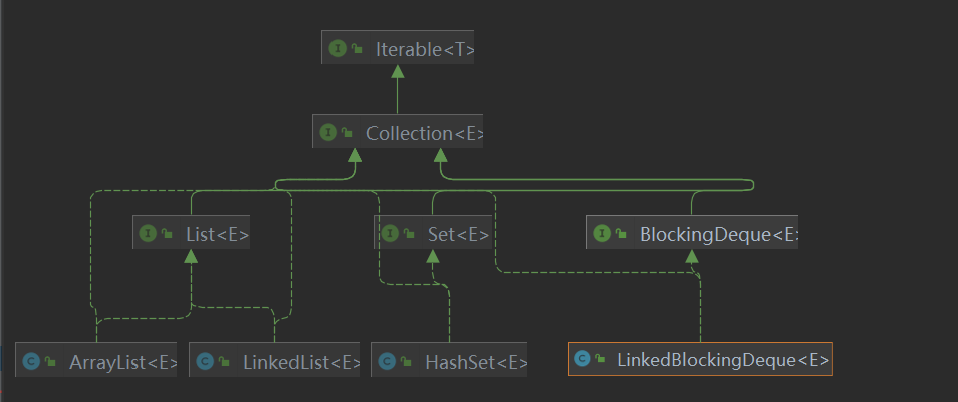 I Iterable<T>
I Collection<E>
I List<E>
I Set<E>
I BlockingDeque<E>
C ArrayList<E>
C LinkedList<E>
C HashSet<E>
C LinkedBlockingDeque<E>